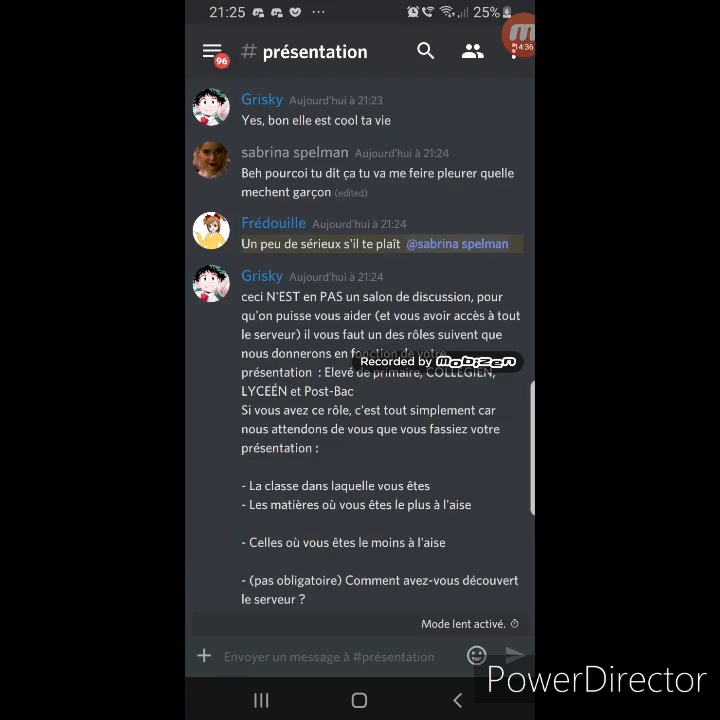 21:25 ... 25%
14:36
96
# présentation
Grisky Aujourd'hui à 21:23
Yes, bon elle est cool ta vie
sabrina spelman Aujourd'hui à 21:24
Beh pourcoi tu dit ça tu va me feire pleurer quelle
mechent garçon (edited)
Frédouille Aujourd'hui à 21:24
Un peu de sérieux s'il te plaît @sabrina spelman
Grisky Aujourd'hui à 21:24
ceci N'EST en PAS un salon de discussion, pour
qu'on puisse vous aider (et vous avoir accès à tout
le serveur) il vous faut un des rôles suivent que
nous donnerons en fonction de votre
Recorded by MOBIZEN
présentation : Elevé de primaire, COLLEGIEN,
LYCEÉN et Post-Bac
Si vous avez ce rôle, c'est tout simplement car
nous attendons de vous que vous fassiez votre
présentation :
- La classe dans laquelle vous êtes
- Les matières où vous êtes le plus à l'aise
- Celles où vous êtes le moins à l'aise
- (pas obligatoire) Comment avez-vous découvert
le serveur ?
Mode lent activé.
Envoyer un message à #présentation
PowerDirector